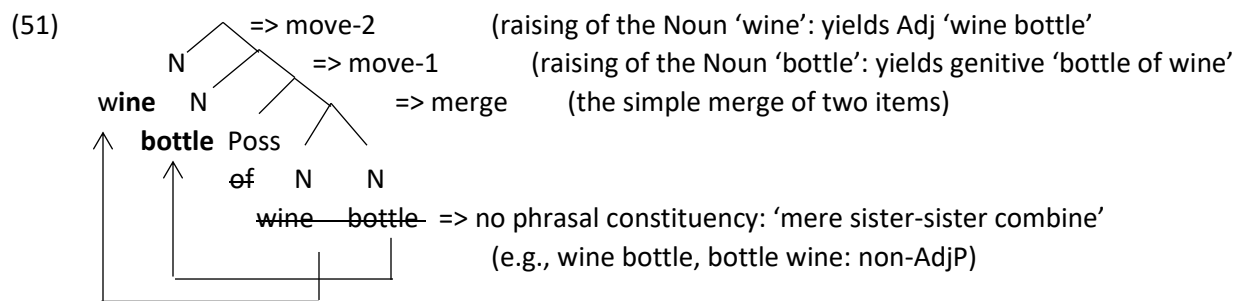 (51) => move-2 (raising of the Noun ‘wine’: yields Adj ‘wine bottle’
N => move-1 (raising of the Noun ‘bottle’: yields genitive ‘bottle of wine’
wine N => merge (the simple merge of two items)
bottle Poss
of N N
wine bottle => no phrasal constituency: ‘mere sister-sister combine’
(e.g., wine bottle, bottle wine: non-AdjP)